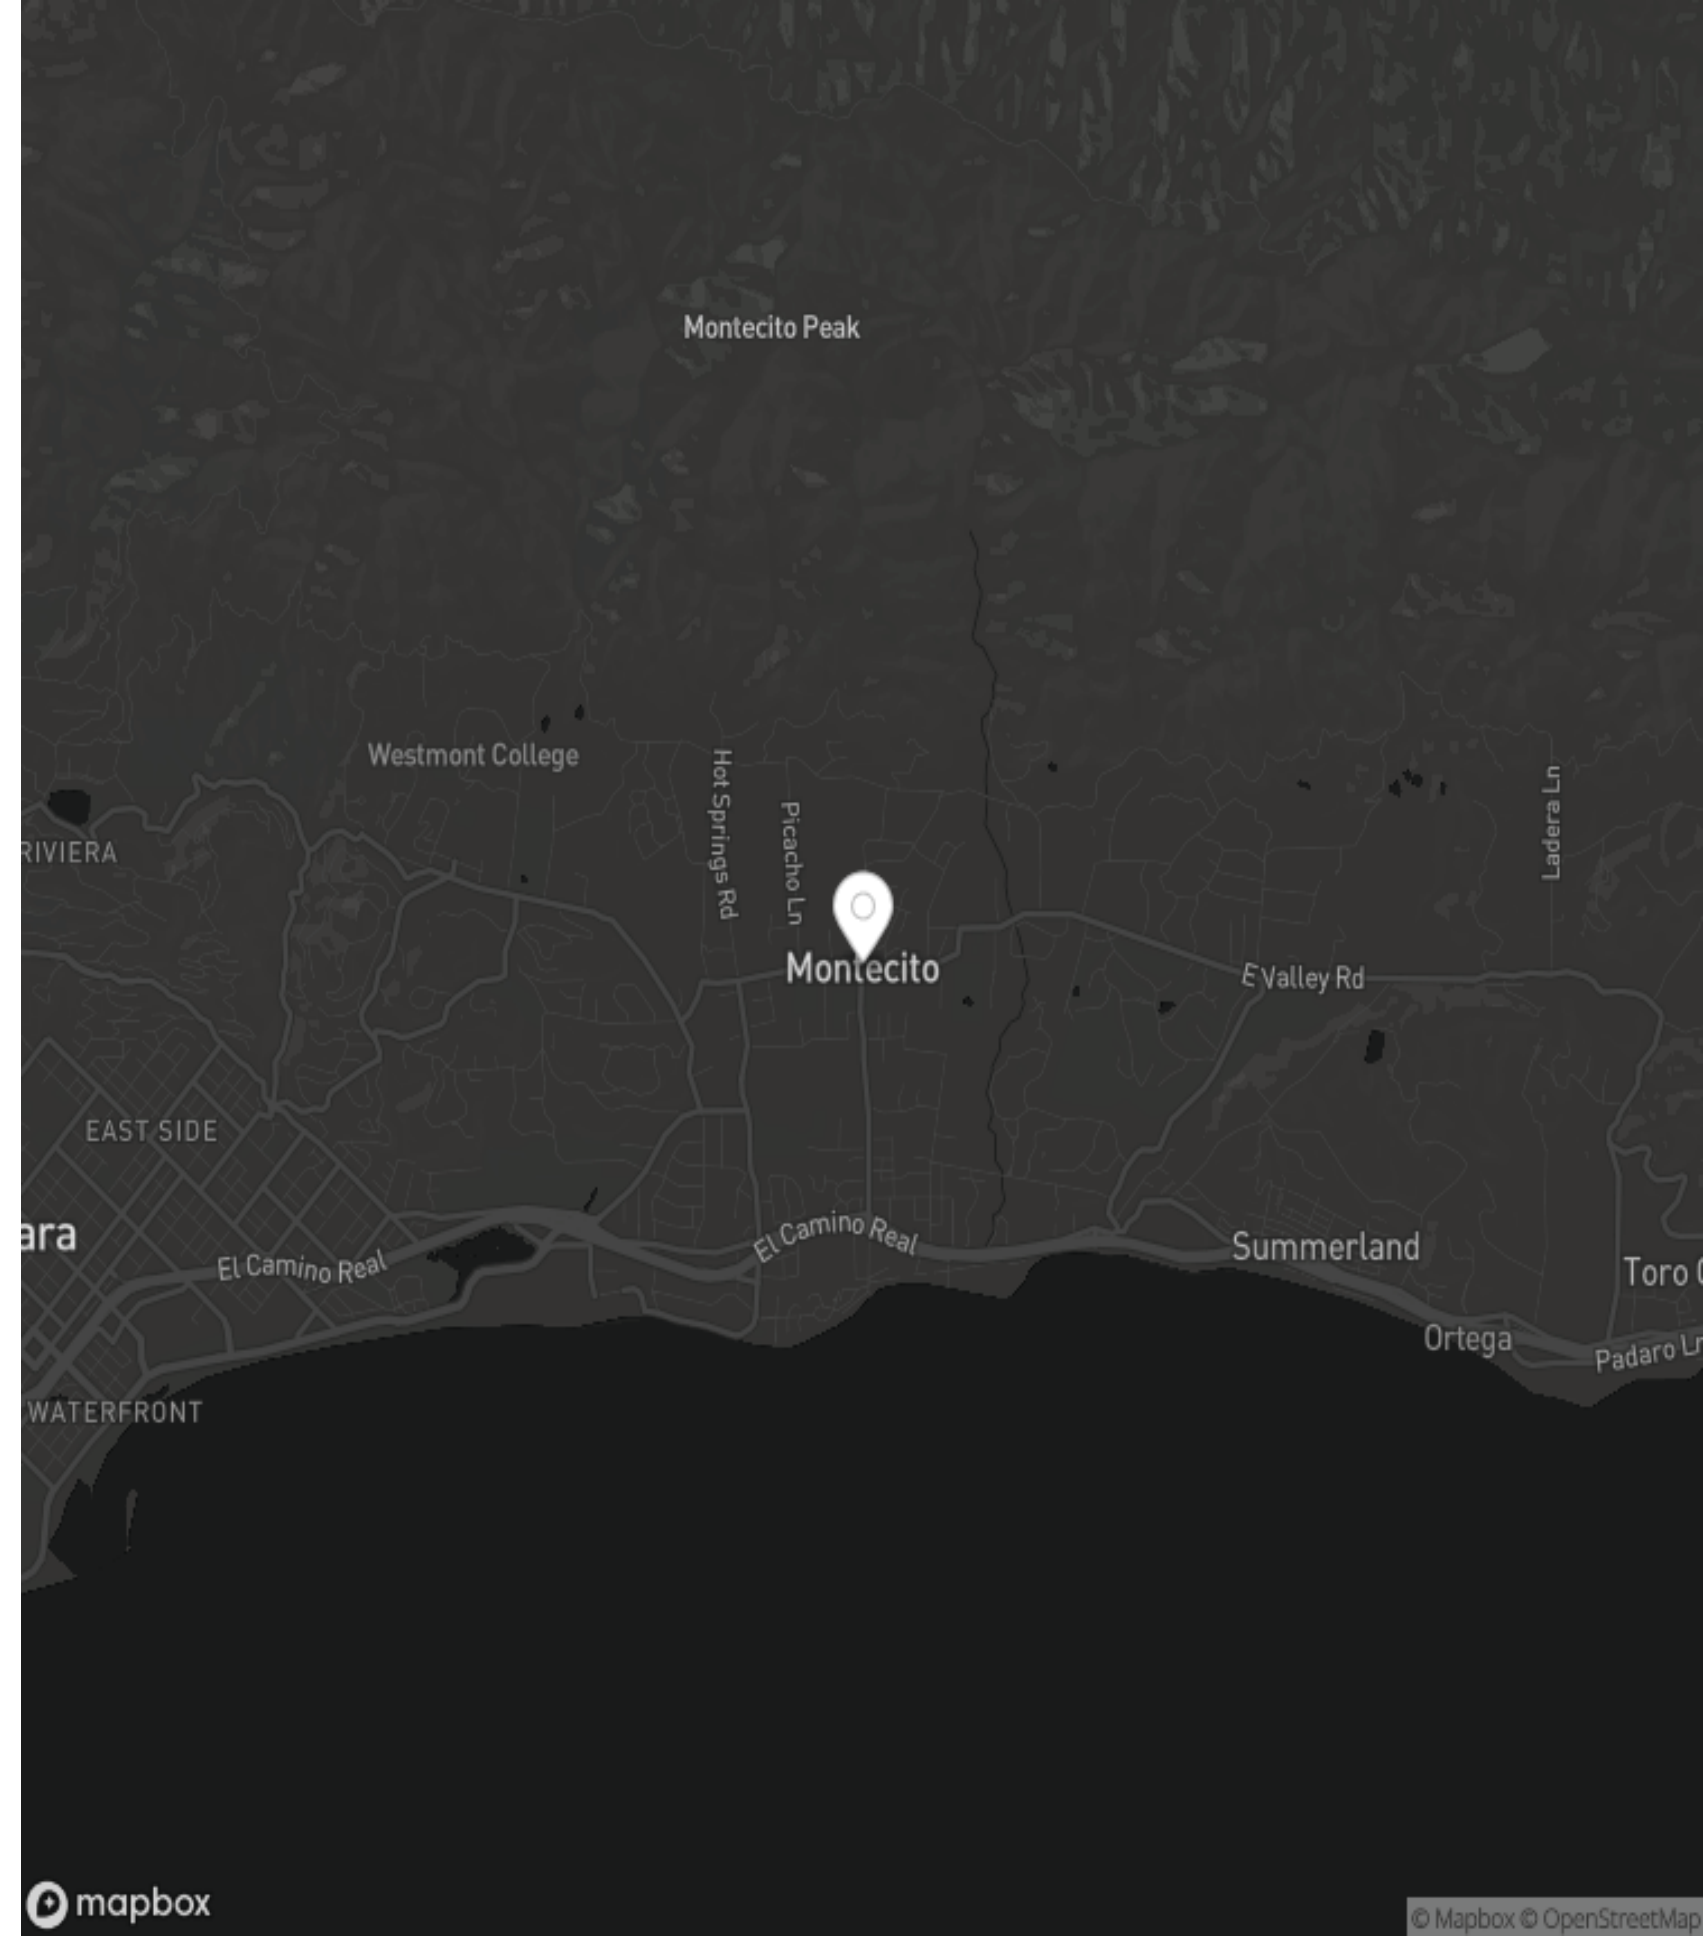 Montecito Peak
Westmont College
Hot Springs Rd
Picacho Ln
Ladera Ln
RIVIERA
Montecito
E Valley Rd
EAST SIDE
ara
El Camino Real
El Camino Real
Summerland
Toro
Ortega
Padaro Ln
WATERFRONT
mapbox
© Mapbox © OpenStreetMap